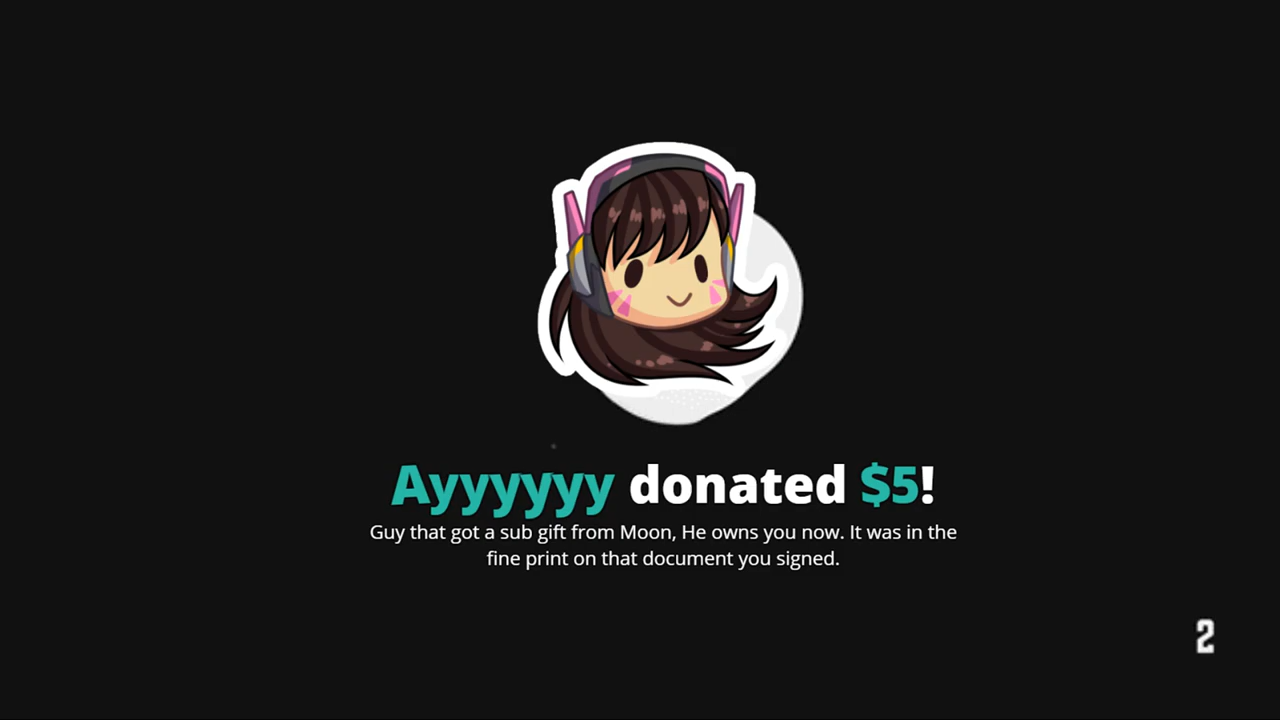 Ayyyyyy donated $5!
Guy that got a sub gift from Moon, He owns you now. It was in the
fine print on that document you signed.
2